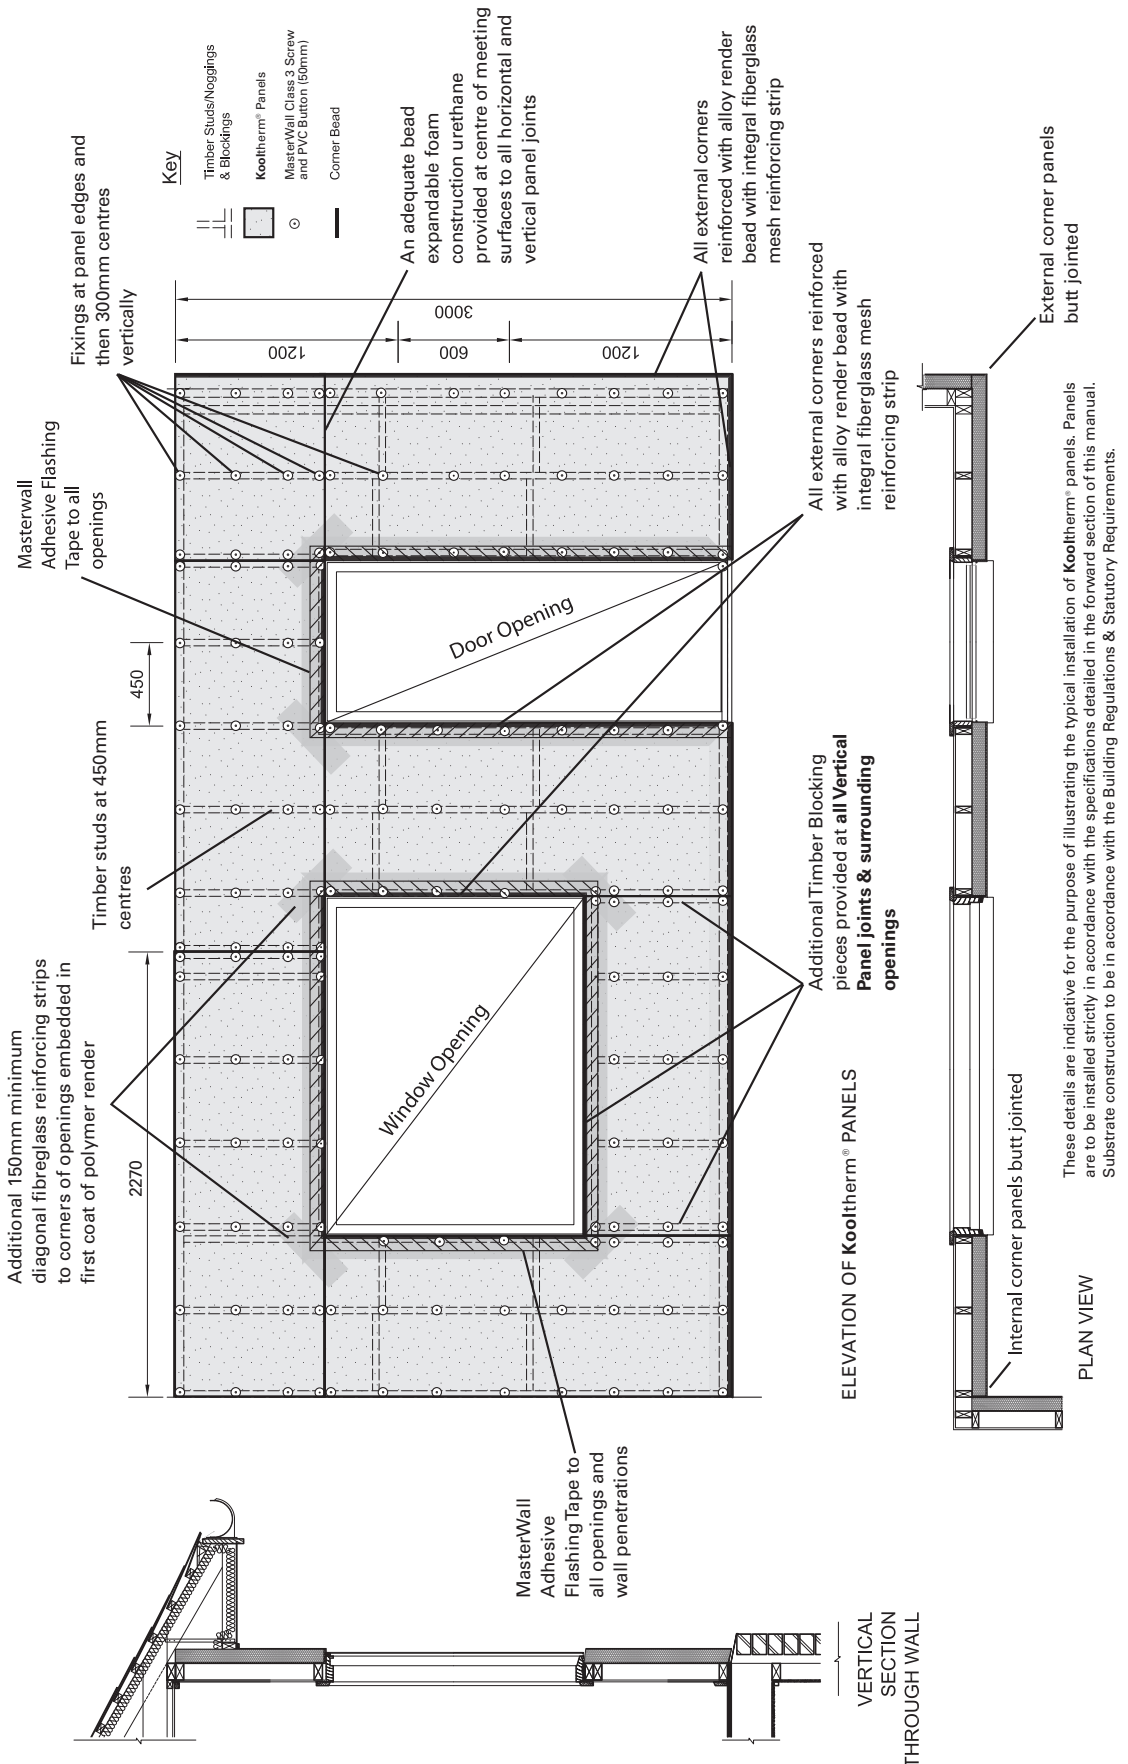 Additional 150mm minimum
diagonal fibreglass reinforcing strips
to corners of openings embedded in
first coat of polymer render
Timber studs at 450mm
centres
Masterwall
Adhesive Flashing
Tape to all
openings
Fixings at panel edges and
then 300mm centres
vertically
Key
Timber Studs/Noggings
& Blockings
Kooltherm® Panels
MasterWall Class 3 Screw
and PVC Button (50mm)
Corner Bead
2270
450
1200
600
1200
3000
An adequate bead
expandable foam
construction urethane
provided at centre of meeting
surfaces to all horizontal and
vertical panel joints
All external corners
reinforced with alloy render
bead with integral fiberglass
mesh reinforcing strip
Window Opening
Door Opening
MasterWall
Adhesive
Flashing Tape to
all openings and
wall penetrations
Additional Timber Blocking
pieces provided at all Vertical
Panel joints & surrounding
openings
All external corners reinforced
with alloy render bead with
integral fiberglass mesh
reinforcing strip
ELEVATION OF Kooltherm® PANELS
VERTICAL
SECTION
THROUGH WALL
External corner panels
butt jointed
Internal corner panels butt jointed
PLAN VIEW
These details are indicative for the purpose of illustrating the typical installation of Kooltherm® panels. Panels
are to be installed strictly in accordance with the specifications detailed in the forward section of this manual.
Substrate construction to be in accordance with the Building Regulations & Statutory Requirements.